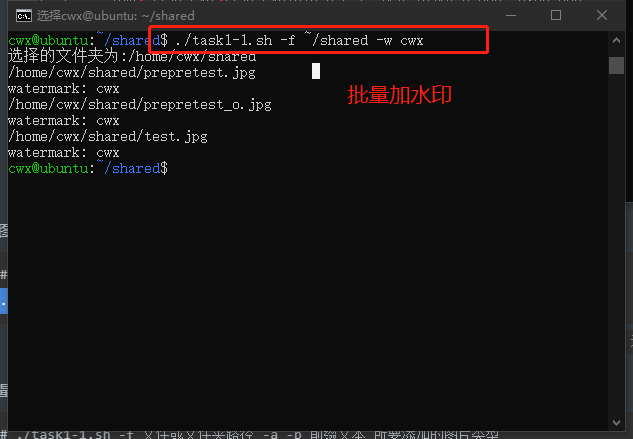 选择cwx@ubuntu: ~/shared
cwx@ubuntu:~/shared$ ./task1-1.sh -f ~/shared -w cwx
选择的文件夹为:/home/cwx/shared
/home/cwx/shared/prepretest.jpg
watermark: cwx
/home/cwx/shared/prepretest_o.jpg
watermark: cwx
/home/cwx/shared/test.jpg
watermark: cwx
cwx@ubuntu:~/shared$
批量加水印
# ./task1-1.sh -f 文件或文件夹路径 -a -p 前缀文本 所要添加的图片类型